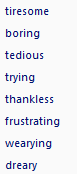 tiresome
boring
tedious
trying
thankless
frustrating
wearying
dreary